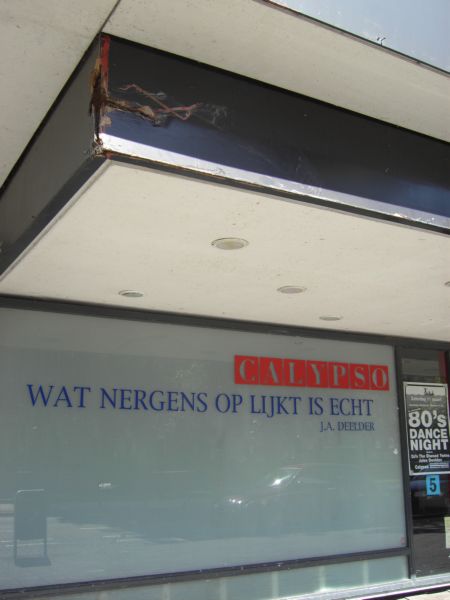 CALYPSO
WAT NERGENS OP LIJKT IS ECHT
J.A. DEELDER
80's
DANCE
NIGHT
5